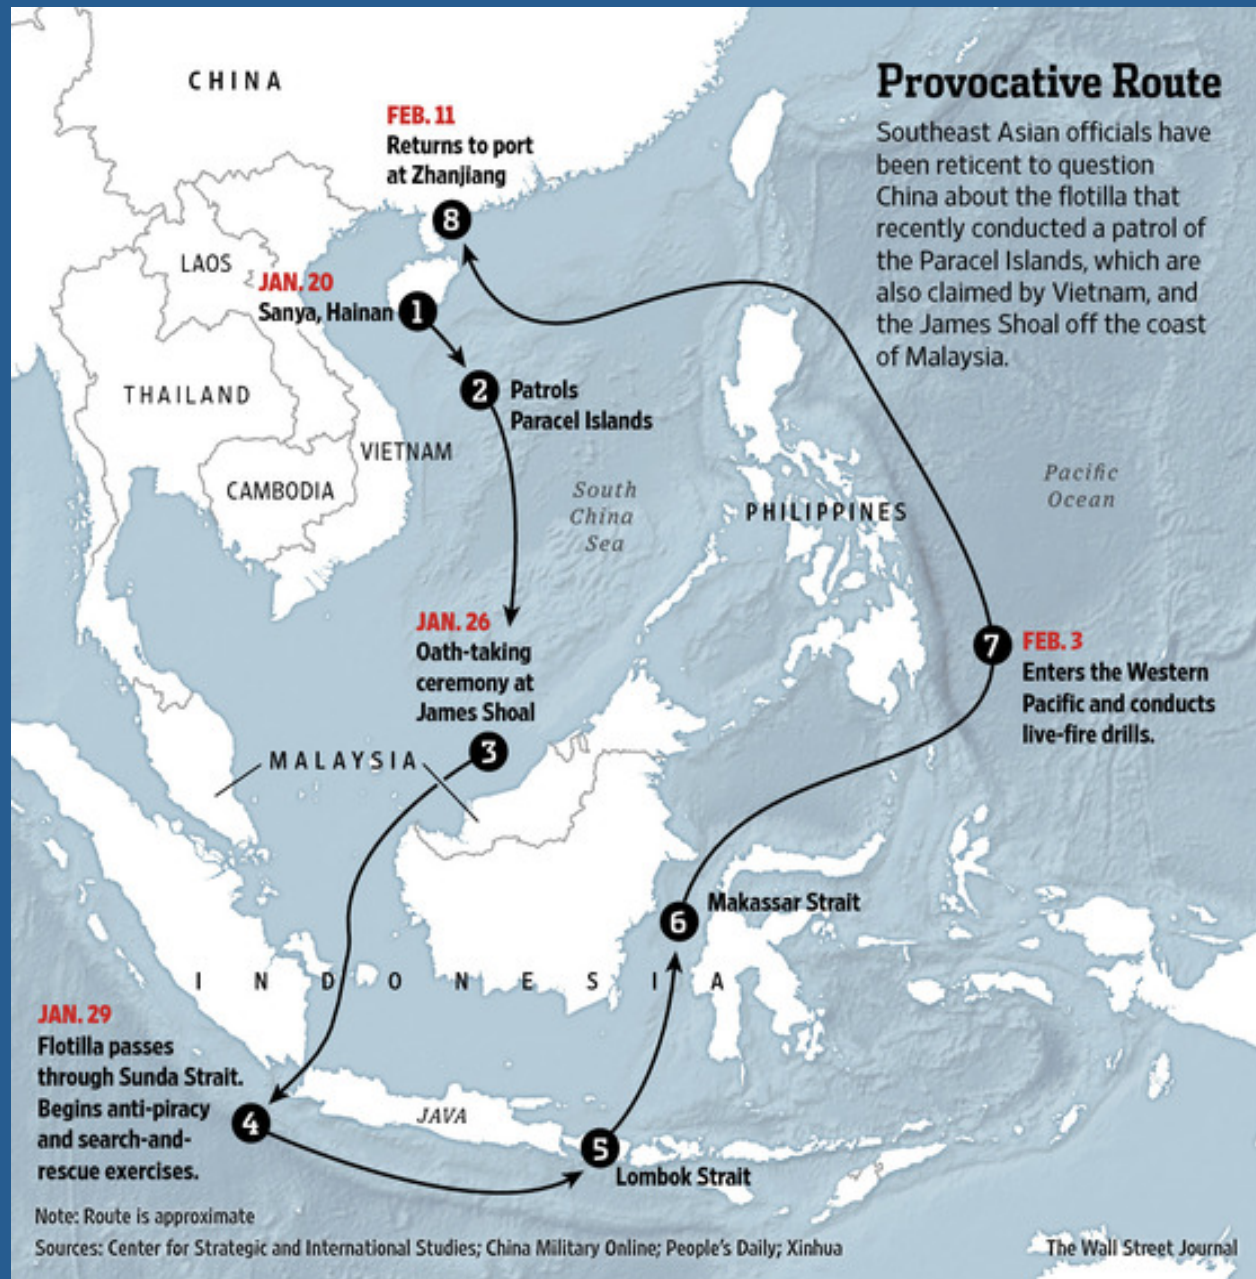 Provocative Route
Southeast Asian officials have
been reticent to question
China about the flotilla that
recently conducted a patrol of
the Paracel Islands, which are
also claimed by Vietnam, and
the James Shoal off the coast
of Malaysia.
CHINA
FEB. 11
Returns to port
at Zhanjiang
8
LAOS
JAN. 20
Sanya, Hainan
1
THAILAND
2
Patrols
Paracel Islands
VIETNAM
CAMBODIA
South
China
Sea
PHILIPPINES
Pacific
Ocean
JAN. 26
Oath-taking
ceremony at
James Shoal
3
7
FEB. 3
Enters the Western
Pacific and conducts
live-fire drills.
MALAYSIA
6
Makassar Strait
INDONESIA
JAN. 29
Flotilla passes
through Sunda Strait.
Begins anti-piracy
and search-and-
rescue exercises.
4
JAVA
5
Lombok Strait
Note: Route is approximate
Sources: Center for Strategic and International Studies; China Military Online; People's Daily; Xinhua
The Wall Street Journal